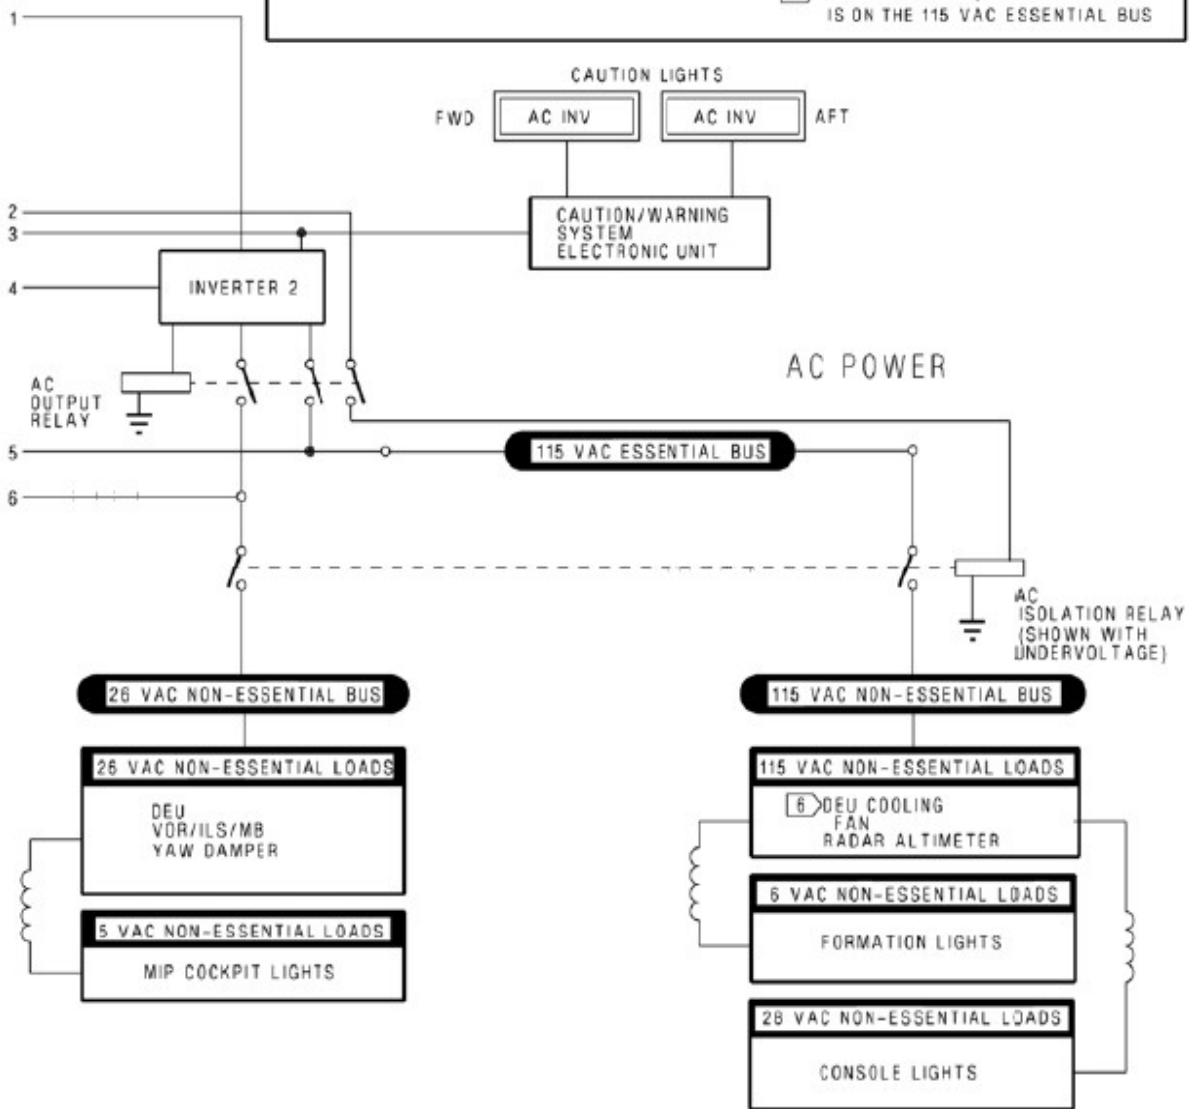 1
6
IS ON THE 115 VAC ESSENTIAL BUS
CAUTION LIGHTS
FWD
AC INV
AC INV
AFT
2
3
CAUTION/WARNING
SYSTEM
ELECTRONIC UNIT
4
INVERTER 2
AC POWER
AC
OUTPUT
RELAY
5
115 VAC ESSENTIAL BUS
6
AC
ISOLATION RELAY
(SHOWN WITH
UNDERVOLTAGE)
26 VAC NON-ESSENTIAL BUS
115 VAC NON-ESSENTIAL BUS
26 VAC NON-ESSENTIAL LOADS
DEU
VOR/ILS/MB
YAW DAMPER
115 VAC NON-ESSENTIAL LOADS
6 DEU COOLING
FAN
RADAR ALTIMETER
5 VAC NON-ESSENTIAL LOADS
MIP COCKPIT LIGHTS
6 VAC NON-ESSENTIAL LOADS
FORMATION LIGHTS
28 VAC NON-ESSENTIAL LOADS
CONSOLE LIGHTS